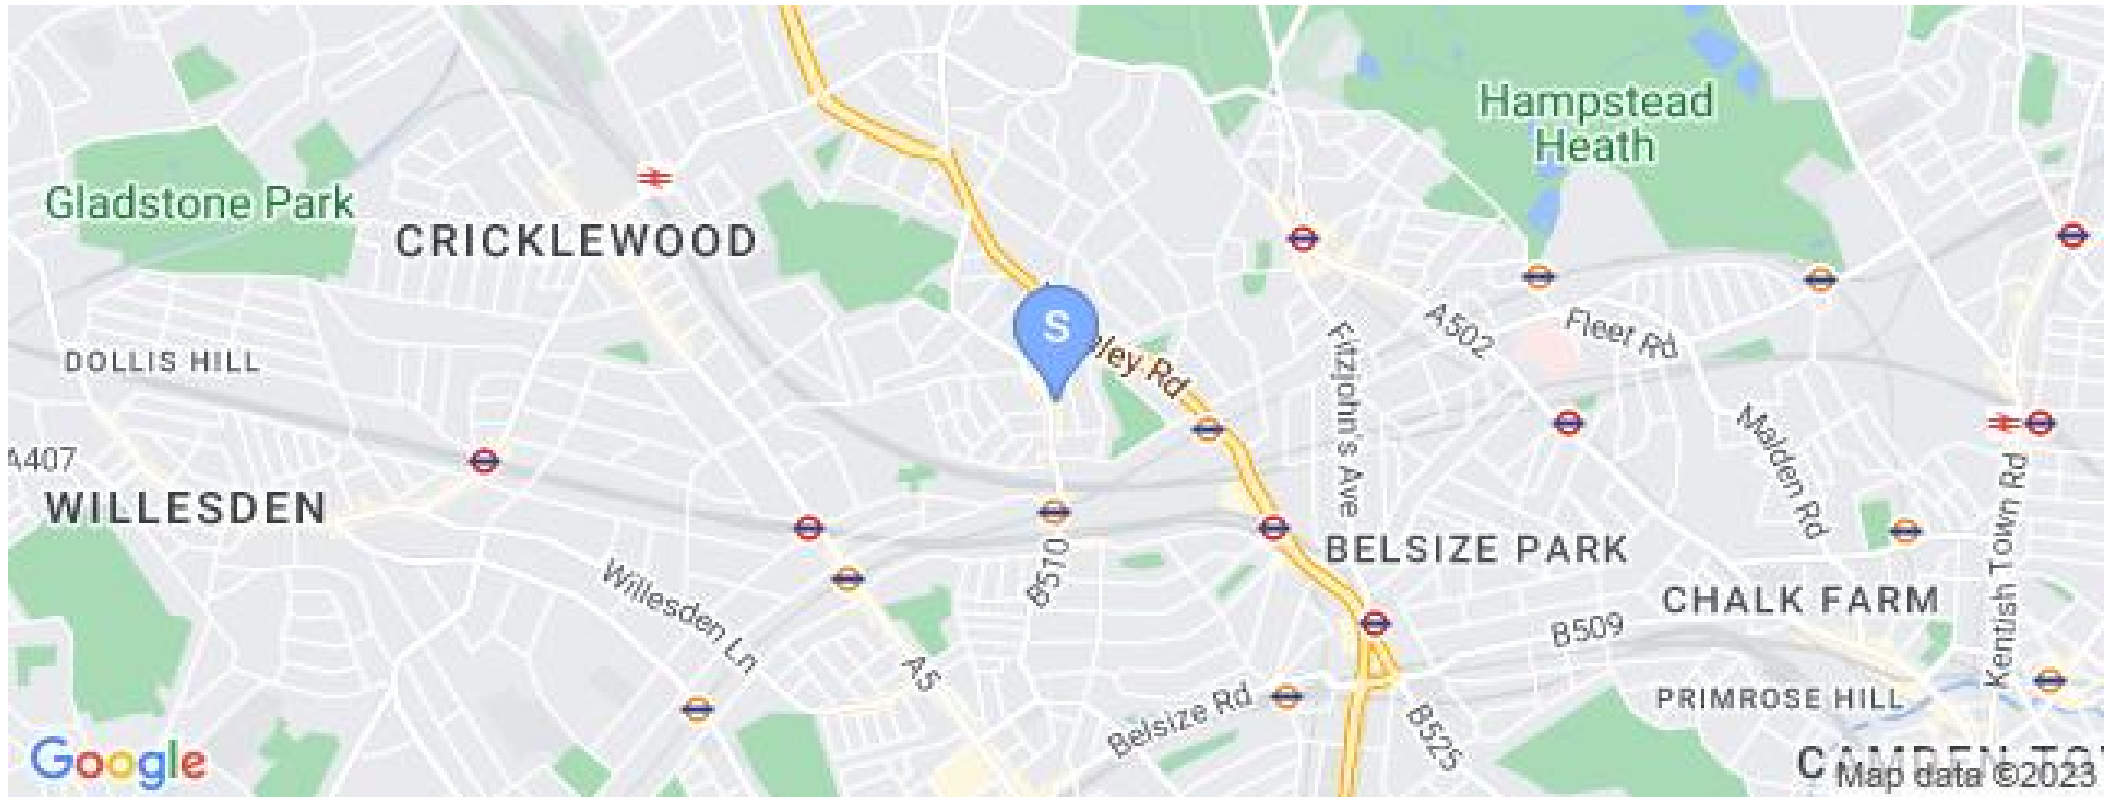 Hampstead
Heath
Gladstone Park
CRICKLEWOOD
S
A502
Fleet Rd
Fitzjohn's Ave
eley Rd
DOLLIS HILL
Malden Rd
A407
WILLESDEN
Kentish Town Rd
BELSIZE PARK
B510
Willesden Ln
CHALK FARM
B509
A5
PRIMROSE HILL
Belsize Rd
B525
Google
Map data ©2023